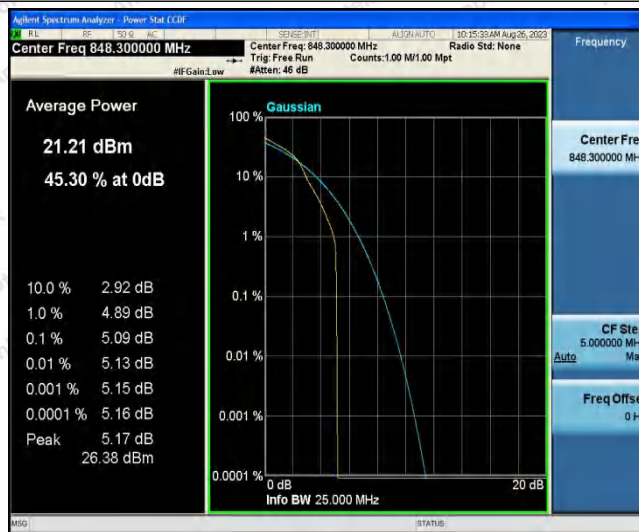 Agilent Spectrum Analyzer - Power Stat CCDF
RL RF 50 Ω AC SENSE:INT ALIGN AUTO 10:15:33 AM Aug 26, 2023
Center Freq 848.300000 MHz
Center Freq: 848.300000 MHz Radio Std: None
Trig: Free Run Counts:1.00 M/1.00 Mpt
#IFGain:Low #Atten: 46 dB
Frequency
Average Power
21.21 dBm
45.30 % at 0dB
10.0 % 2.92 dB
1.0 % 4.89 dB
0.1 % 5.09 dB
0.01 % 5.13 dB
0.001 % 5.15 dB
0.0001 % 5.16 dB
Peak 5.17 dB
26.38 dBm
Gaussian
100 %
10 %
1 %
0.1 %
0.01 %
0.001 %
0.0001 %
0 dB 20 dB
Info BW 25.000 MHz
Center Fre
848.300000 MH
CF Ste
5.000000 MH
Auto Ma
Freq Offse
0 H
MSG STATUS